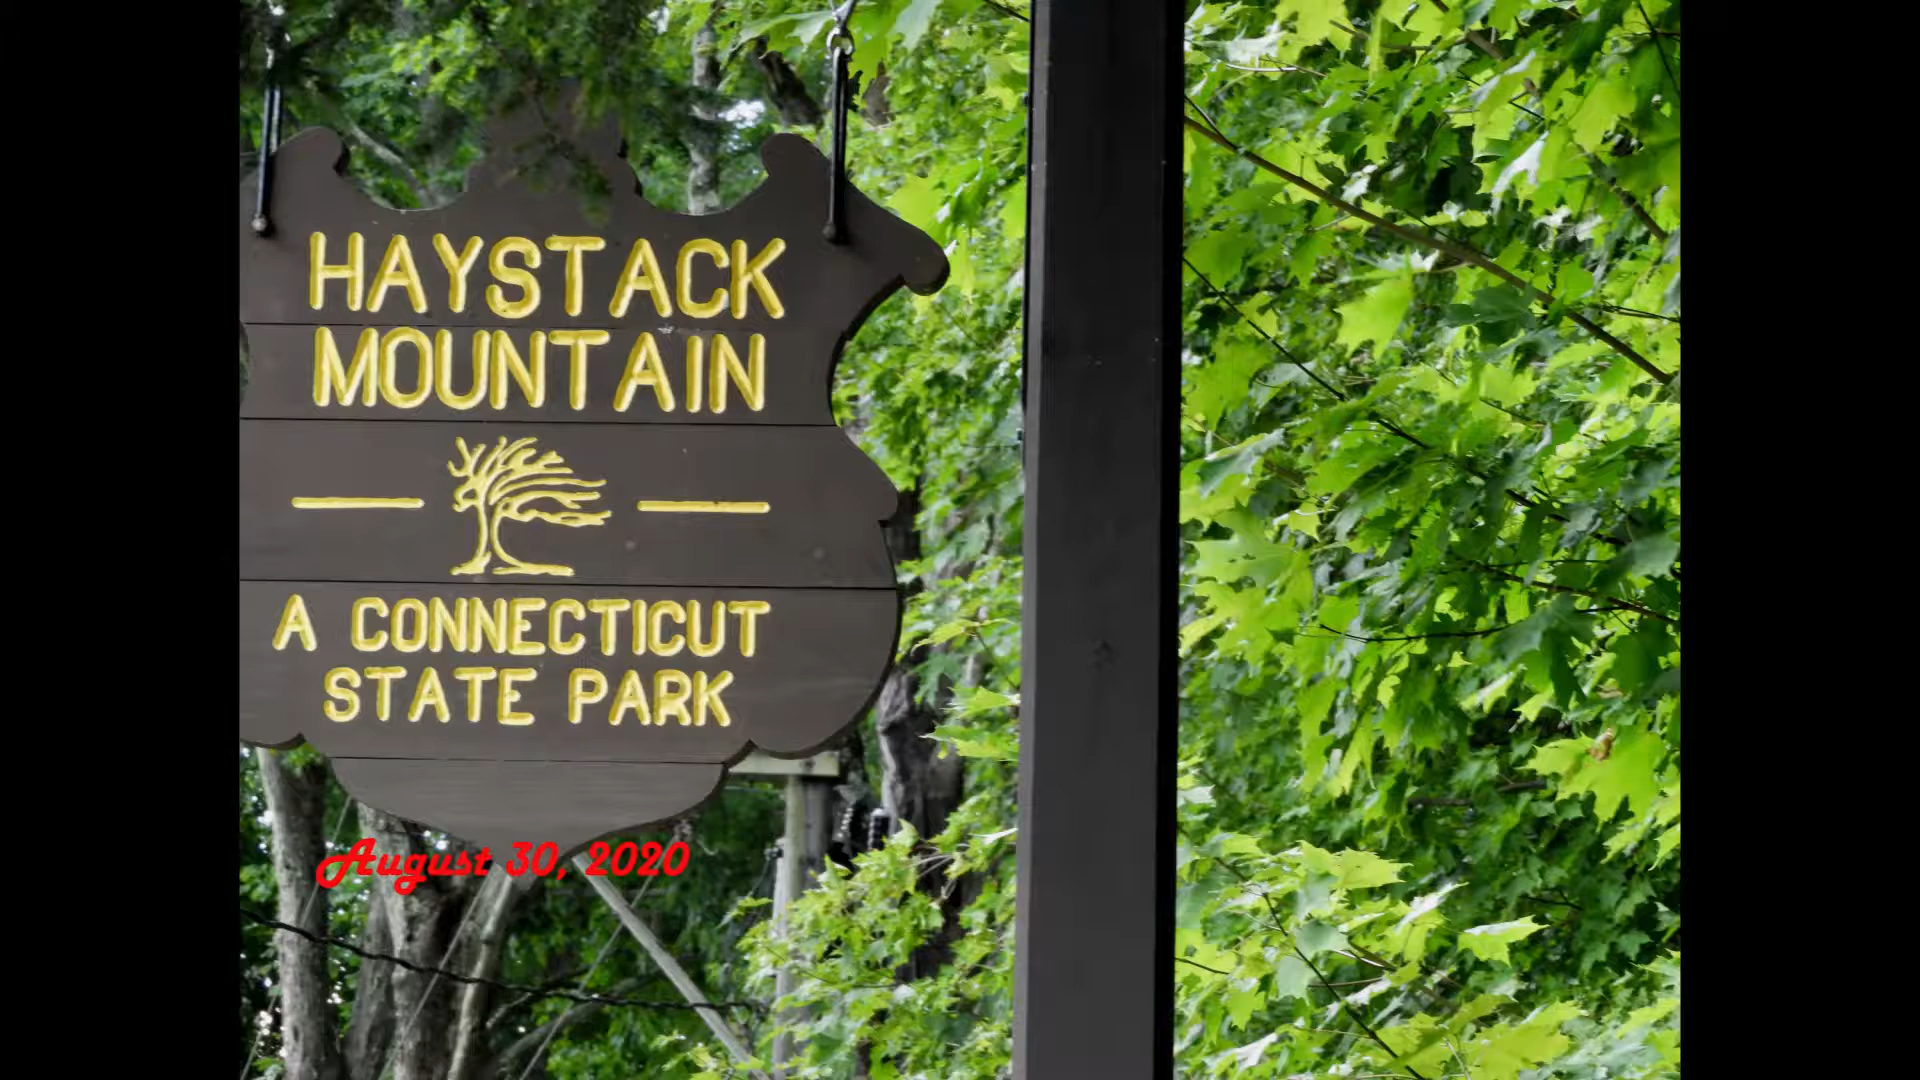 HAYSTACK
MOUNTAIN
A CONNECTICUT
STATE PARK
August 30, 2020